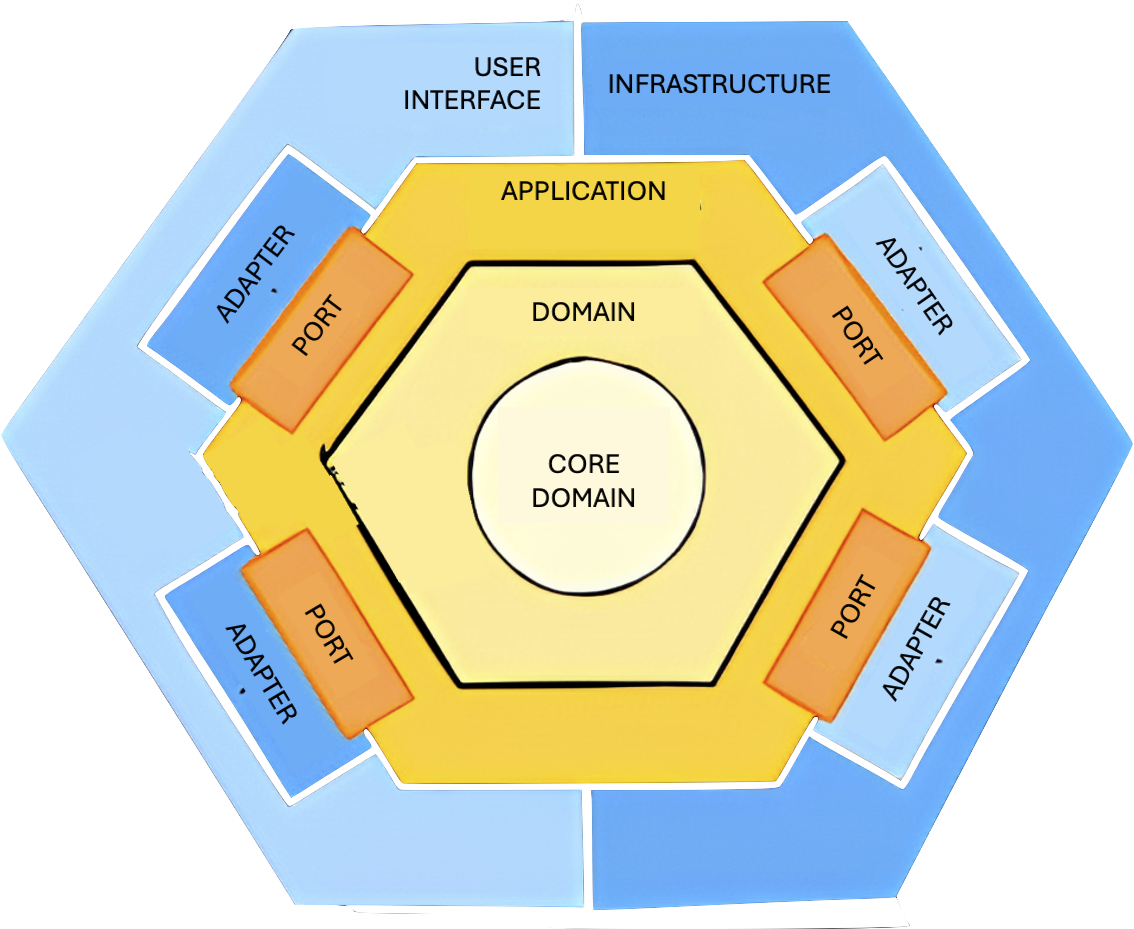 USER
INTERFACE
INFRASTRUCTURE
APPLICATION
ADAPTER
PORT
DOMAIN
PORT
ADAPTER
CORE
DOMAIN
ADAPTER
PORT
PORT
ADAPTER